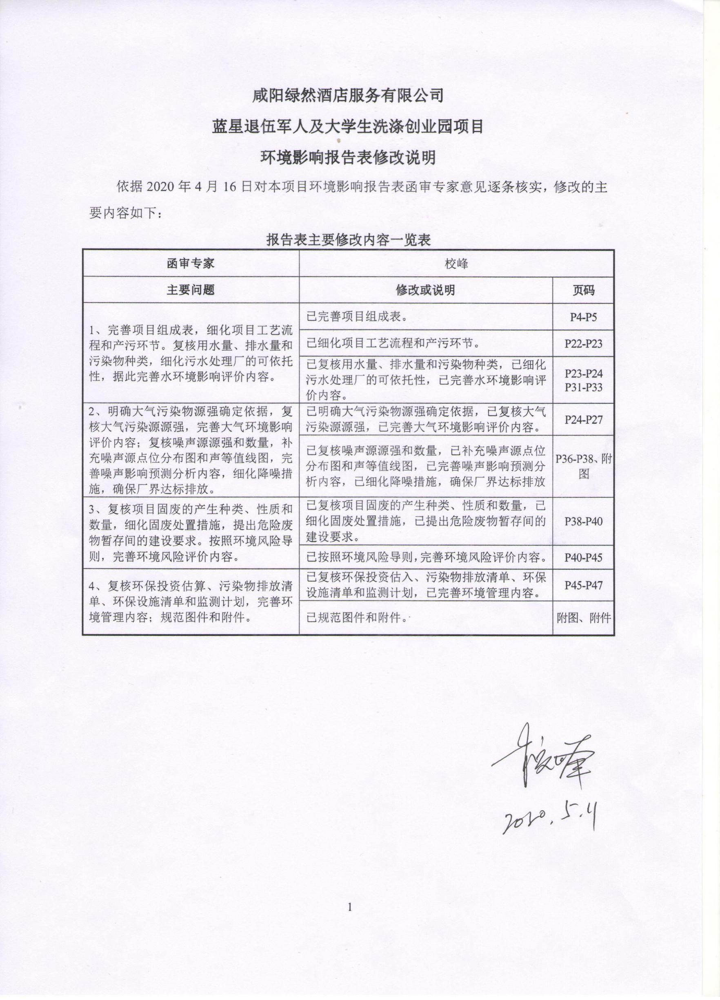 咸阳绿然酒店服务有限公司
蓝星退伍军人及大学生洗涤创业园项目
环境影响报告表修改说明
依据 2020 年 4 月 16 日对本项目环境影响报告表函审专家意见逐条核实，修改的主
要内容如下：
报告表主要修改内容一览表
函审专家
校峰
主要问题
修改或说明
页码
1、完善项目组成表，细化项目工艺流
程和产污环节。复核用水量、排水量和
污染物种类，细化污水处理厂的可依托
性，据此完善水环境影响评价内容。
已完善项目组成表。
P4-P5
已细化项目工艺流程和产污环节。
P22-P23
已复核用水量、排水量和污染物种类，已细化
污水处理厂的可依托性，已完善水环境影响评
价内容。
P23-P24
P31-P33
2、明确大气污染物源强确定依据，复
核大气污染源源强，完善大气环境影响
评价内容；复核噪声源源强和数量，补
充噪声源点位分布图和声等值线图，完
善噪声影响预测分析内容，细化降噪措
施，确保厂界达标排放。
已明确大气污染物源强确定依据，已复核大气
污染源源强，已完善大气环境影响评价内容。
P24-P27
已复核噪声源源强和数量，已补充噪声源点位
分布图和声等值线图，已完善噪声影响预测分
析内容，已细化降噪措施，确保厂界达标排放
P36-P38、附
图
3、复核项目固废的产生种类、性质和
数量，细化固废处置措施，提出危险废
物暂存间的建设要求。按照环境风险导
则，完善环境风险评价内容。
已复核项目固废的产生种类、性质和数量，已
细化固废处置措施，已提出危险废物暂存间的
建设要求。
P38-P40
已按照环境风险导则，完善环境风险评价内容。
P40-P45
4、复核环保投资估算、污染物排放清
单、环保设施清单和监测计划，完善环
境管理内容；规范图件和附件。
已复核环保投资估入、污染物排放清单、环保
设施清单和监测计划，已完善环境管理内容。
P45-P47
已规范图件和附件。
附图、附件
校峰
2020.5.11
1